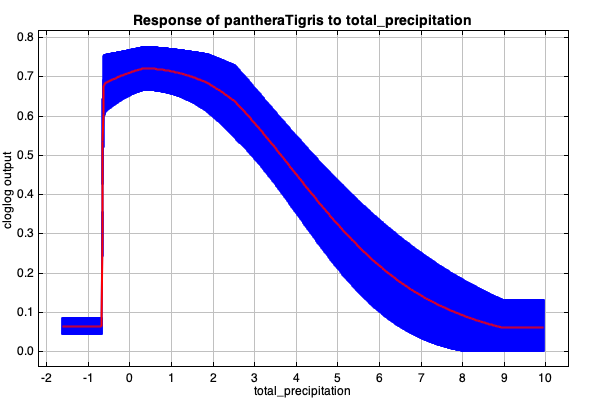 Response of pantheraTigris to total_precipitation
cloglog output
0.8
0.7
0.6
0.5
0.4
0.3
0.2
0.1
0.0
-2 -1 0 1 2 3 4 5 6 7 8 9 10
total_precipitation